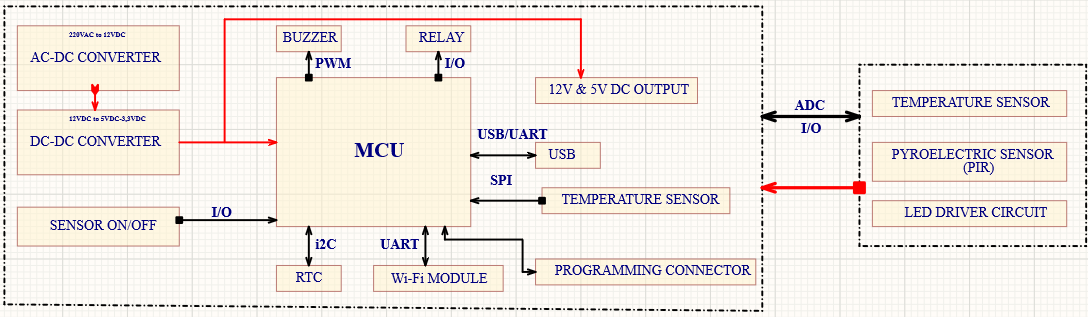 220VAC to 12VDC
AC-DC CONVERTER
12VDC to 5VDC-3,3VDC
DC-DC CONVERTER
SENSOR ON/OFF
I/O
BUZZER
PWM
RELAY
I/O
MCU
12V & 5V DC OUTPUT
USB/UART
USB
SPI
TEMPERATURE SENSOR
i2C
RTC
UART
Wi-Fi MODULE
PROGRAMMING CONNECTOR
ADC
I/O
TEMPERATURE SENSOR
PYROELECTRIC SENSOR
(PIR)
LED DRIVER CIRCUIT